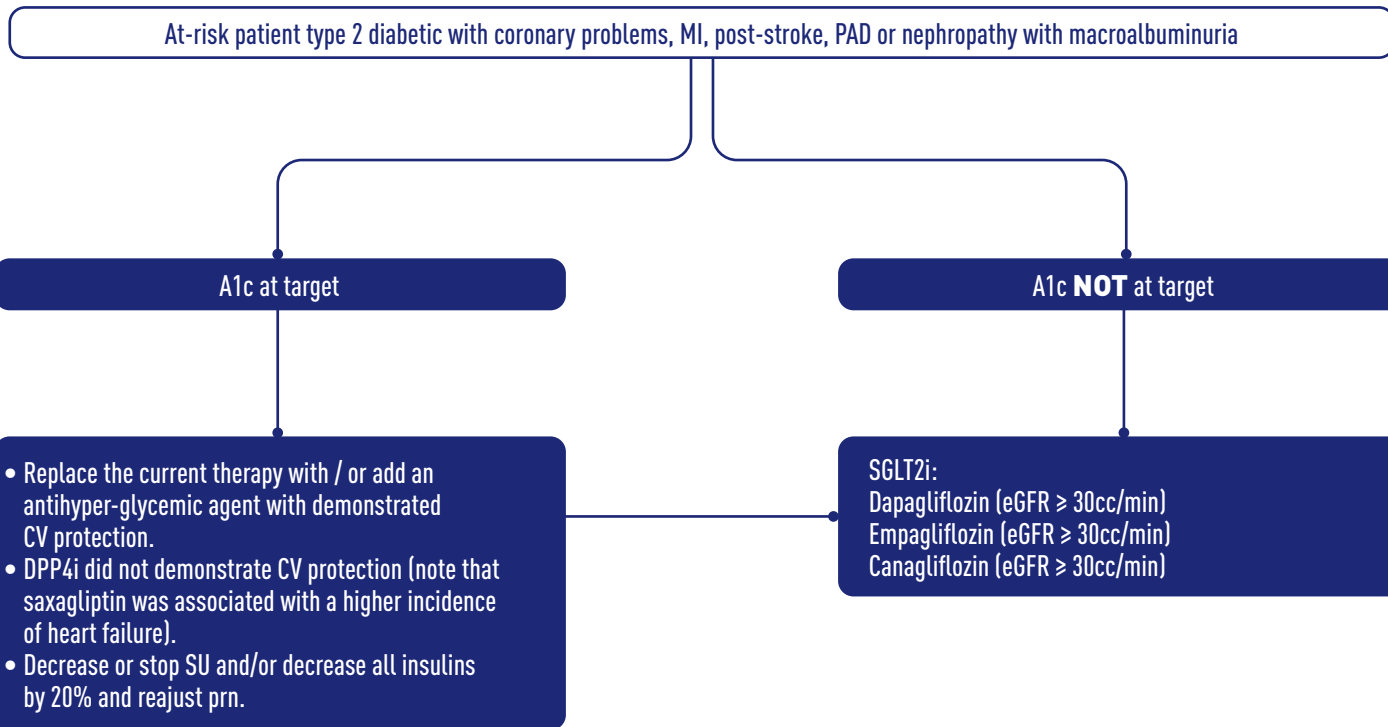 At-risk patient type 2 diabetic with coronary problems, MI, post-stroke, PAD or nephropathy with macroalbuminuria
A1c at target
A1c NOT at target
• Replace the current therapy with / or add an
antihyper-glycemic agent with demonstrated
CV protection.
• DPP4i did not demonstrate CV protection (note that
saxagliptin was associated with a higher incidence
of heart failure).
• Decrease or stop SU and/or decrease all insulins
by 20% and reajust prn.
SGLT2i:
Dapagliflozin (eGFR ≥ 30cc/min)
Empagliflozin (eGFR ≥ 30cc/min)
Canagliflozin (eGFR ≥ 30cc/min)